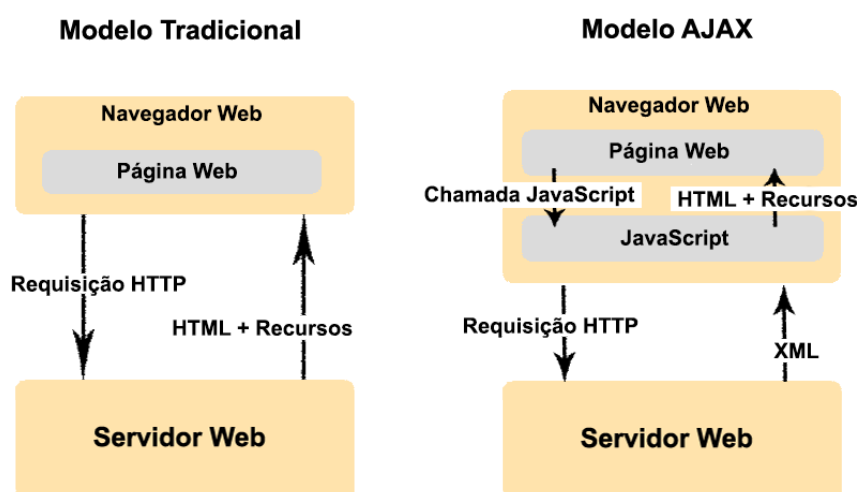 Modelo Tradicional
Navegador Web
Página Web
Requisição HTTP
HTML + Recursos
Servidor Web
Modelo AJAX
Navegador Web
Página Web
Chamada JavaScript
HTML + Recursos
JavaScript
Requisição HTTP
XML
Servidor Web